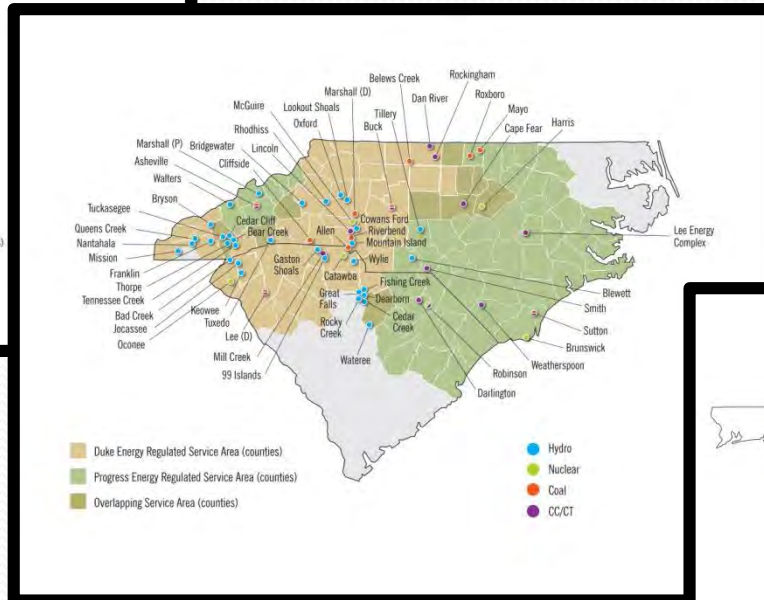 Belews Creek
Rockingham
Marshall (D)
Dan River
Roxboro
McGuire
Lookout Shoals
Tillery
Mayo
Rhodhiss
Oxford
Buck
Cape Fear
Harris
Marshall (P)
Bridgewater
Lincoln
Asheville
Cliffside
Walters
Bryson
Tuckasegee
Cedar Cliff
Bear Creek
Queens Creek
Nantahala
Mission
Franklin
Thorpe
Tennessee Creek
Bad Creek
Jocassee
Oconee
Keowee
Tuxedo
Lee (D)
Mill Creek
99 Islands
Gaston
Shoals
Allen
Cowans Ford
Riverbend
Mountain Island
Wylie
Catawba
Fishing Creek
Great
Falls
Dearborn
Rocky
Creek
Cedar
Creek
Wateree
Lee Energy
Complex
Blewett
Smith
Sutton
Brunswick
Weatherspoon
Robinson
Darlington
Duke Energy Regulated Service Area (counties)
Progress Energy Regulated Service Area (counties)
Overlapping Service Area (counties)
Hydro
Nuclear
Coal
CC/CT